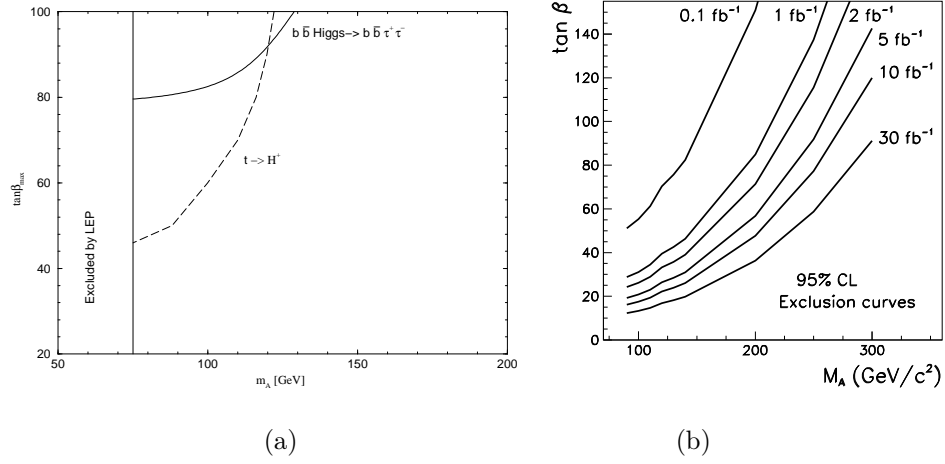 100
80
60
40
20
tanβmax
b b̄ Higgs–> b b̄ τ⁺ τ⁻
t –> H⁺
Excluded by LEP
50
100
150
200
m_A [GeV]
(a)
tan β
140
120
100
80
60
40
20
0
0.1 fb⁻¹
1 fb⁻¹
2 fb⁻¹
5 fb⁻¹
10 fb⁻¹
30 fb⁻¹
95% CL
Exclusion curves
100
200
300
M_A (GeV/c²)
(b)